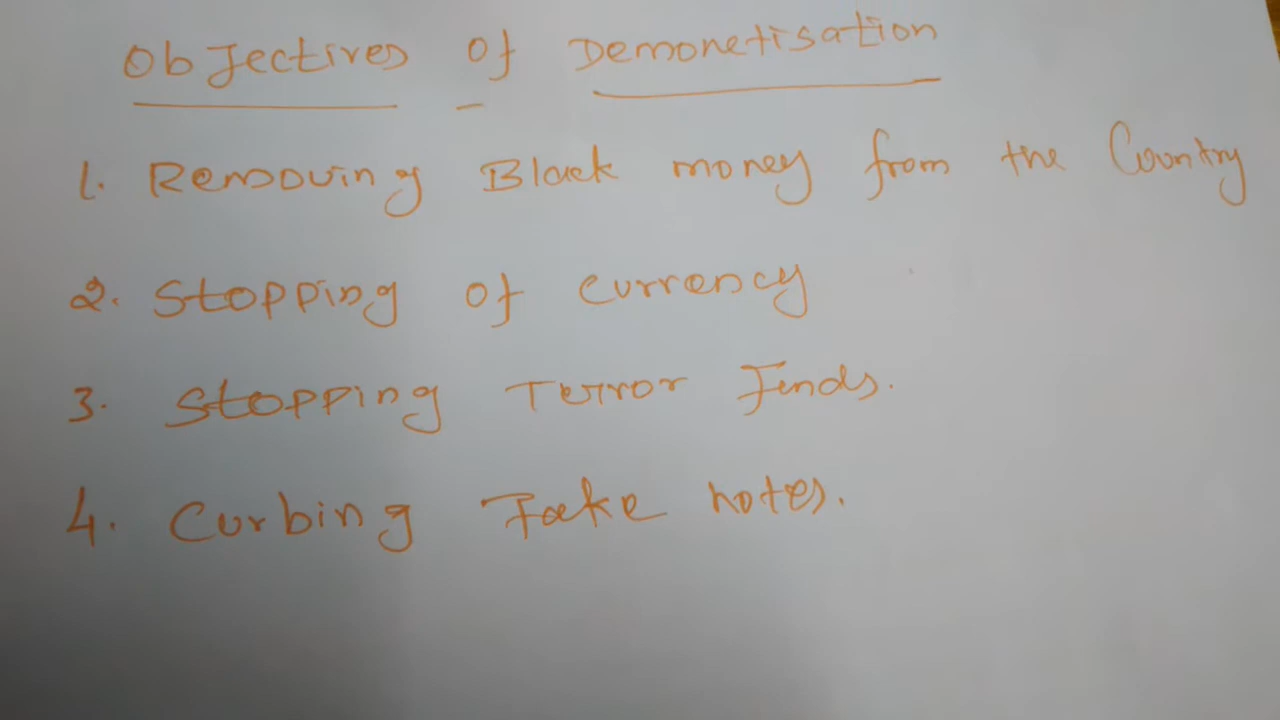 Objectives of Demonetisation
1. Removing Black money from the Country
2. Stopping of currency
3. Stopping Terror Funds.
4. Curbing Fake notes.